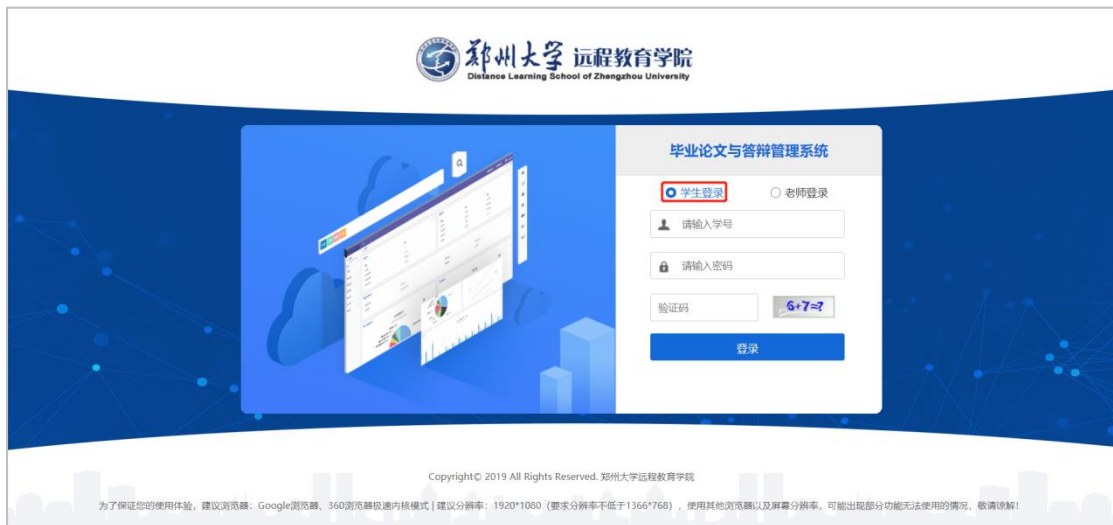 郑州大学 远程教育学院
Distance Learning School of Zhengzhou University
毕业论文与答辩管理系统
学生登录 老师登录
请输入学号
请输入密码
验证码 6+7=?
登录
Copyright© 2019 All Rights Reserved. 郑州大学远程教育学院
为了保证您的使用体验，建议浏览器：Google浏览器、360浏览器极速内核模式 | 建议分辨率：1920*1080（要求分辨率不低于1366*768），使用其他浏览器以及屏幕分辨率，可能出现部分功能无法使用的情况，敬请谅解！